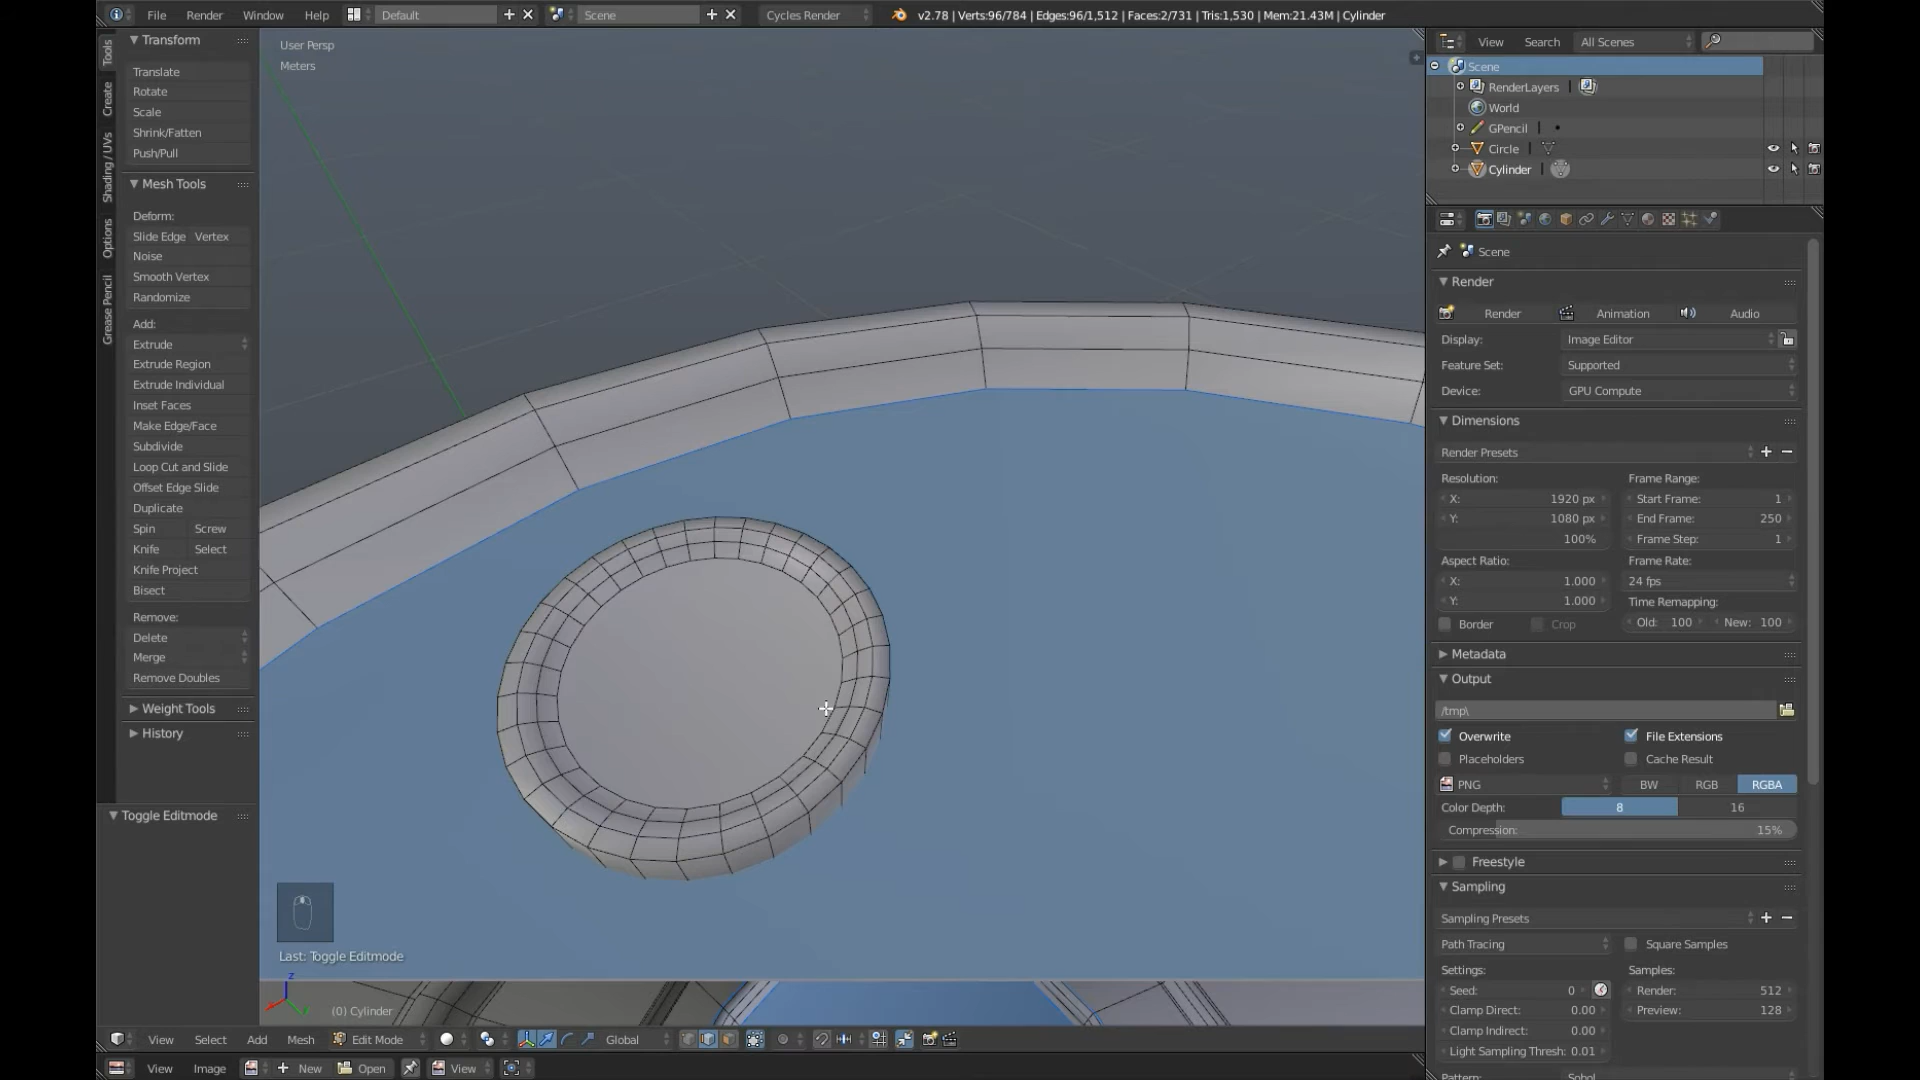 File Render Window Help Default Scene Cycles Render v2.78 | Verts:96/784 | Edges:96/1,512 | Faces:2/731 | Tris:1,530 | Mem:21.43M | Cylinder
Tools
Create
Shading / UVs
Options
Grease Pencil
Transform
Translate
Rotate
Scale
Shrink/Fatten
Push/Pull
Mesh Tools
Deform:
Slide Edge Vertex
Noise
Smooth Vertex
Randomize
Add:
Extrude
Extrude Region
Extrude Individual
Inset Faces
Make Edge/Face
Subdivide
Loop Cut and Slide
Offset Edge Slide
Duplicate
Spin Screw
Knife Select
Knife Project
Bisect
Remove:
Delete
Merge
Remove Doubles
Weight Tools
History
Toggle Editmode
User Persp
Meters
Last: Toggle Editmode
(0) Cylinder
View Select Add Mesh Edit Mode Global
View Image New Open View
View Search All Scenes
Scene
RenderLayers
World
GPencil
Circle
Cylinder
Scene
Render
Render Animation Audio
Display: Image Editor
Feature Set: Supported
Device: GPU Compute
Dimensions
Render Presets
Resolution: Frame Range:
X: 1920 px Start Frame: 1
Y: 1080 px End Frame: 250
100% Frame Step: 1
Aspect Ratio: Frame Rate:
X: 1.000 24 fps
Y: 1.000 Time Remapping:
Border Crop Old: 100 New: 100
Metadata
Output
/tmp\
Overwrite File Extensions
Placeholders Cache Result
PNG BW RGB RGBA
Color Depth: 8 16
Compression: 15%
Freestyle
Sampling
Sampling Presets
Path Tracing Square Samples
Settings: Samples:
Seed: 0 Render: 512
Clamp Direct: 0.00 Preview: 128
Clamp Indirect: 0.00
Light Sampling Thresh: 0.01
Pattern: Sobol